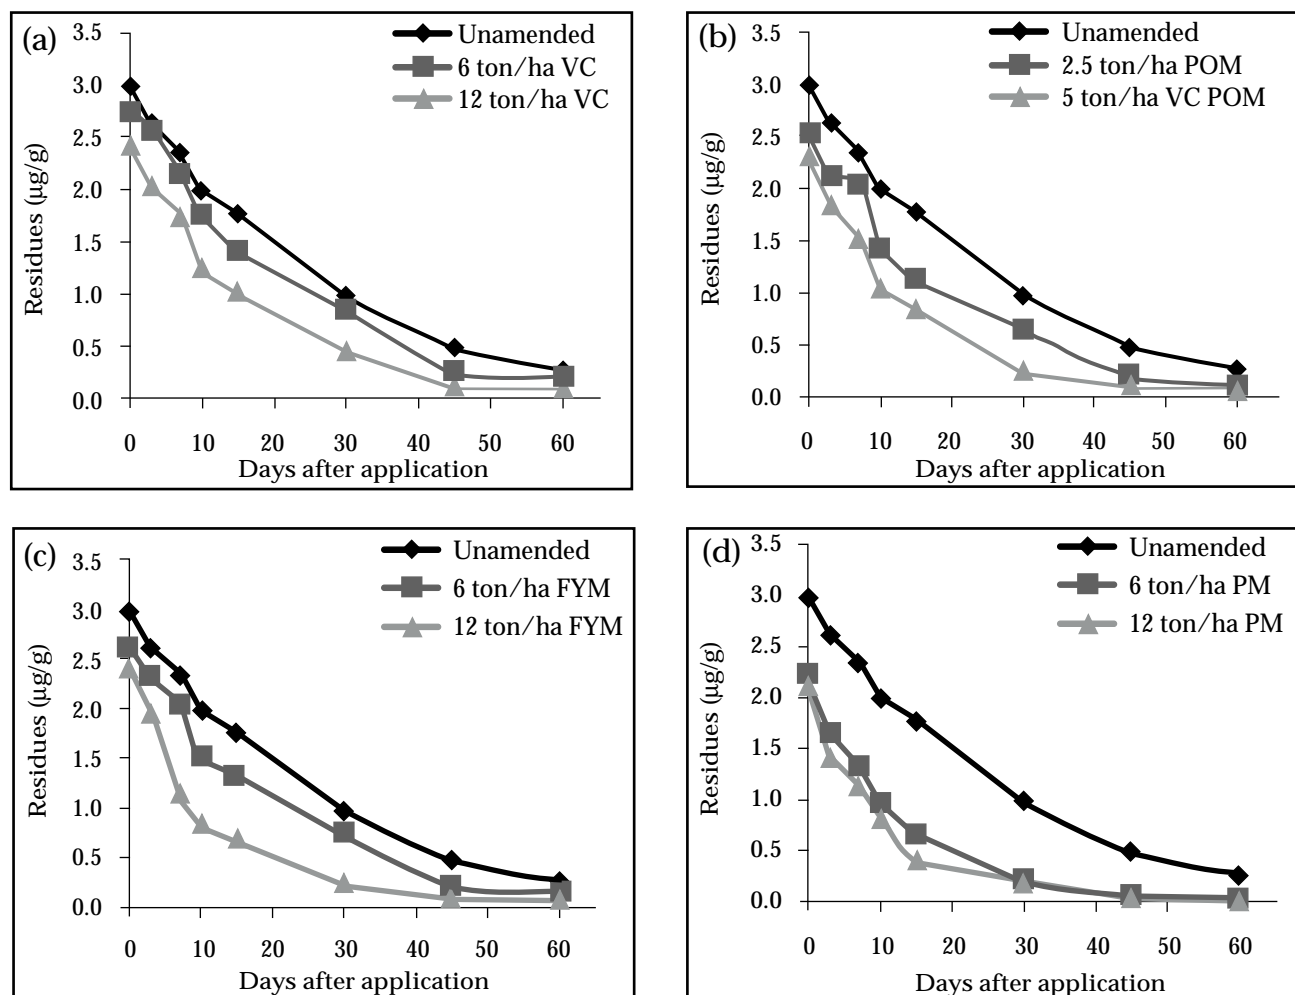 (a)
Unamended
6 ton/ha VC
12 ton/ha VC
Residues (µg/g)
3.5
3.0
2.5
2.0
1.5
1.0
0.5
0.0
0 10 20 30 40 50 60
Days after application
(b)
Unamended
2.5 ton/ha POM
5 ton/ha VC POM
Residues (µg/g)
3.5
3.0
2.5
2.0
1.5
1.0
0.5
0.0
0 10 20 30 40 50 60
Days after application
(c)
Unamended
6 ton/ha FYM
12 ton/ha FYM
Residues (µg/g)
3.5
3.0
2.5
2.0
1.5
1.0
0.5
0.0
0 10 20 30 40 50 60
Days after application
(d)
Unamended
6 ton/ha PM
12 ton/ha PM
Residues (µg/g)
3.5
3.0
2.5
2.0
1.5
1.0
0.5
0.0
0 10 20 30 40 50 60
Days after application